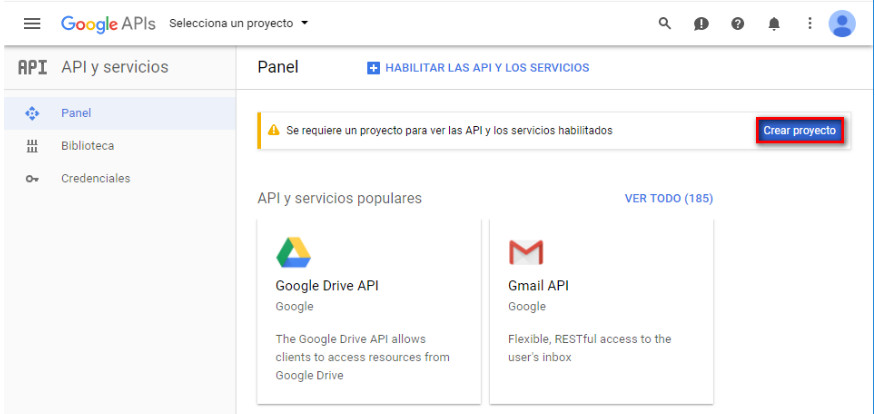 Google APIs Selecciona un proyecto
API API y servicios
Panel HABILITAR LAS API Y LOS SERVICIOS
Panel
Biblioteca
Credenciales
Se requiere un proyecto para ver las API y los servicios habilitados Crear proyecto
API y servicios populares VER TODO (185)
Google Drive API
Google
The Google Drive API allows
clients to access resources from
Google Drive
Gmail API
Google
Flexible, RESTful access to the
user's inbox